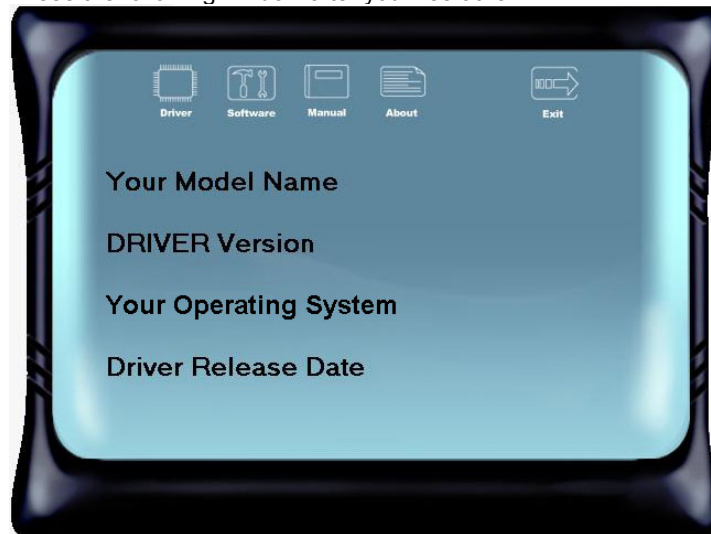 Driver Software Manual About Exit
Your Model Name
DRIVER Version
Your Operating System
Driver Release Date